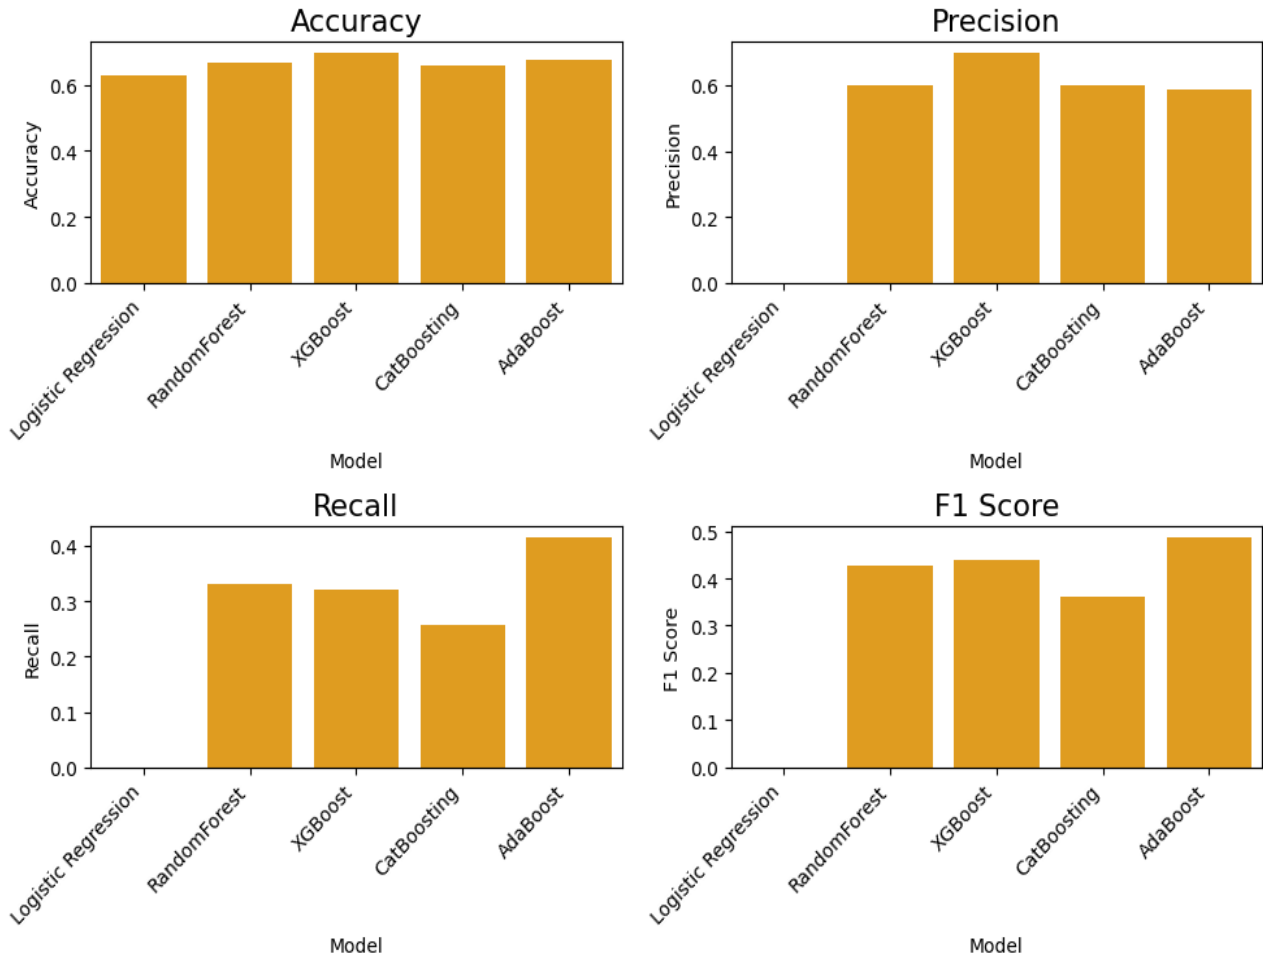 Accuracy
Accuracy
0.6
0.4
0.2
0.0
Logistic Regression
RandomForest
XGBoost
CatBoosting
AdaBoost
Model
Precision
Precision
0.6
0.4
0.2
0.0
Logistic Regression
RandomForest
XGBoost
CatBoosting
AdaBoost
Model
Recall
Recall
0.4
0.3
0.2
0.1
0.0
Logistic Regression
RandomForest
XGBoost
CatBoosting
AdaBoost
Model
F1 Score
F1 Score
0.5
0.4
0.3
0.2
0.1
0.0
Logistic Regression
RandomForest
XGBoost
CatBoosting
AdaBoost
Model